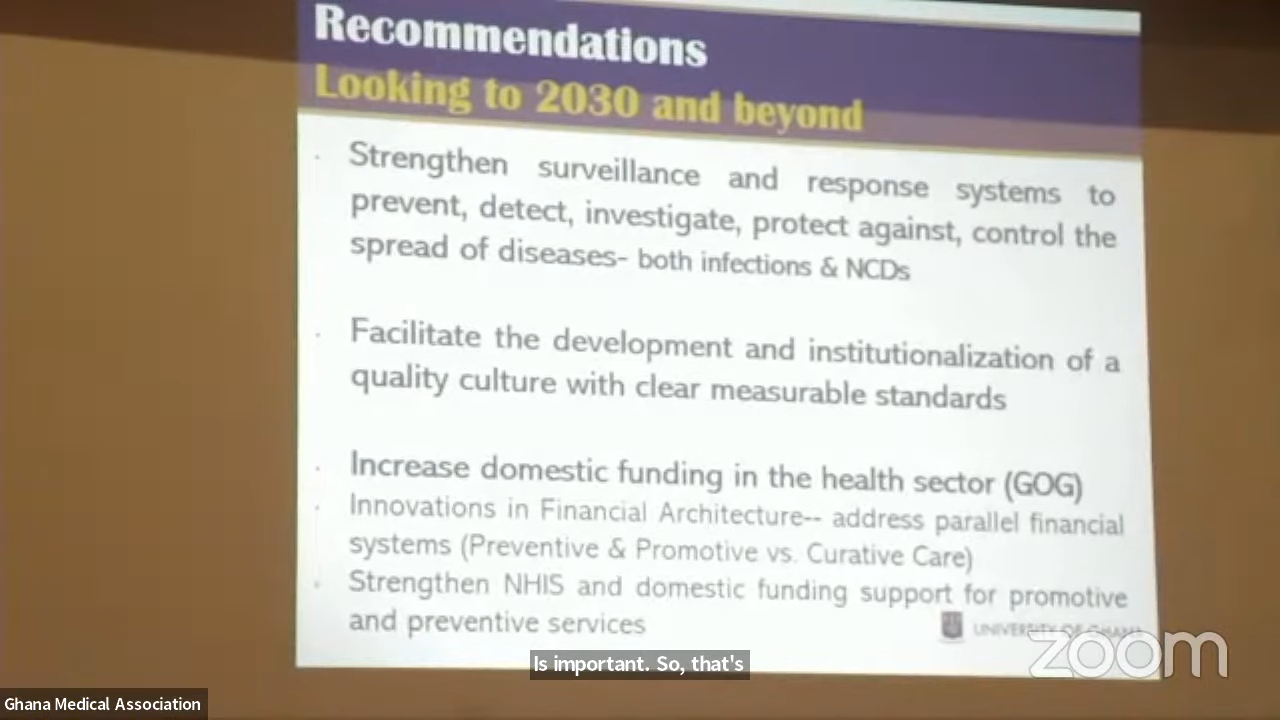 Recommendations
Looking to 2030 and beyond
Strengthen surveillance and response systems to
prevent, detect, investigate, protect against, control the
spread of diseases- both infections & NCDs
Facilitate the development and institutionalization of a
quality culture with clear measurable standards
Increase domestic funding in the health sector (GOG)
Innovations in Financial Architecture-- address parallel financial
systems (Preventive & Promotive vs. Curative Care)
Strengthen NHIS and domestic funding support for promotive
and preventive services
UNIVERSITY OF GHANA
zoom
Is important. So, that's
Ghana Medical Association